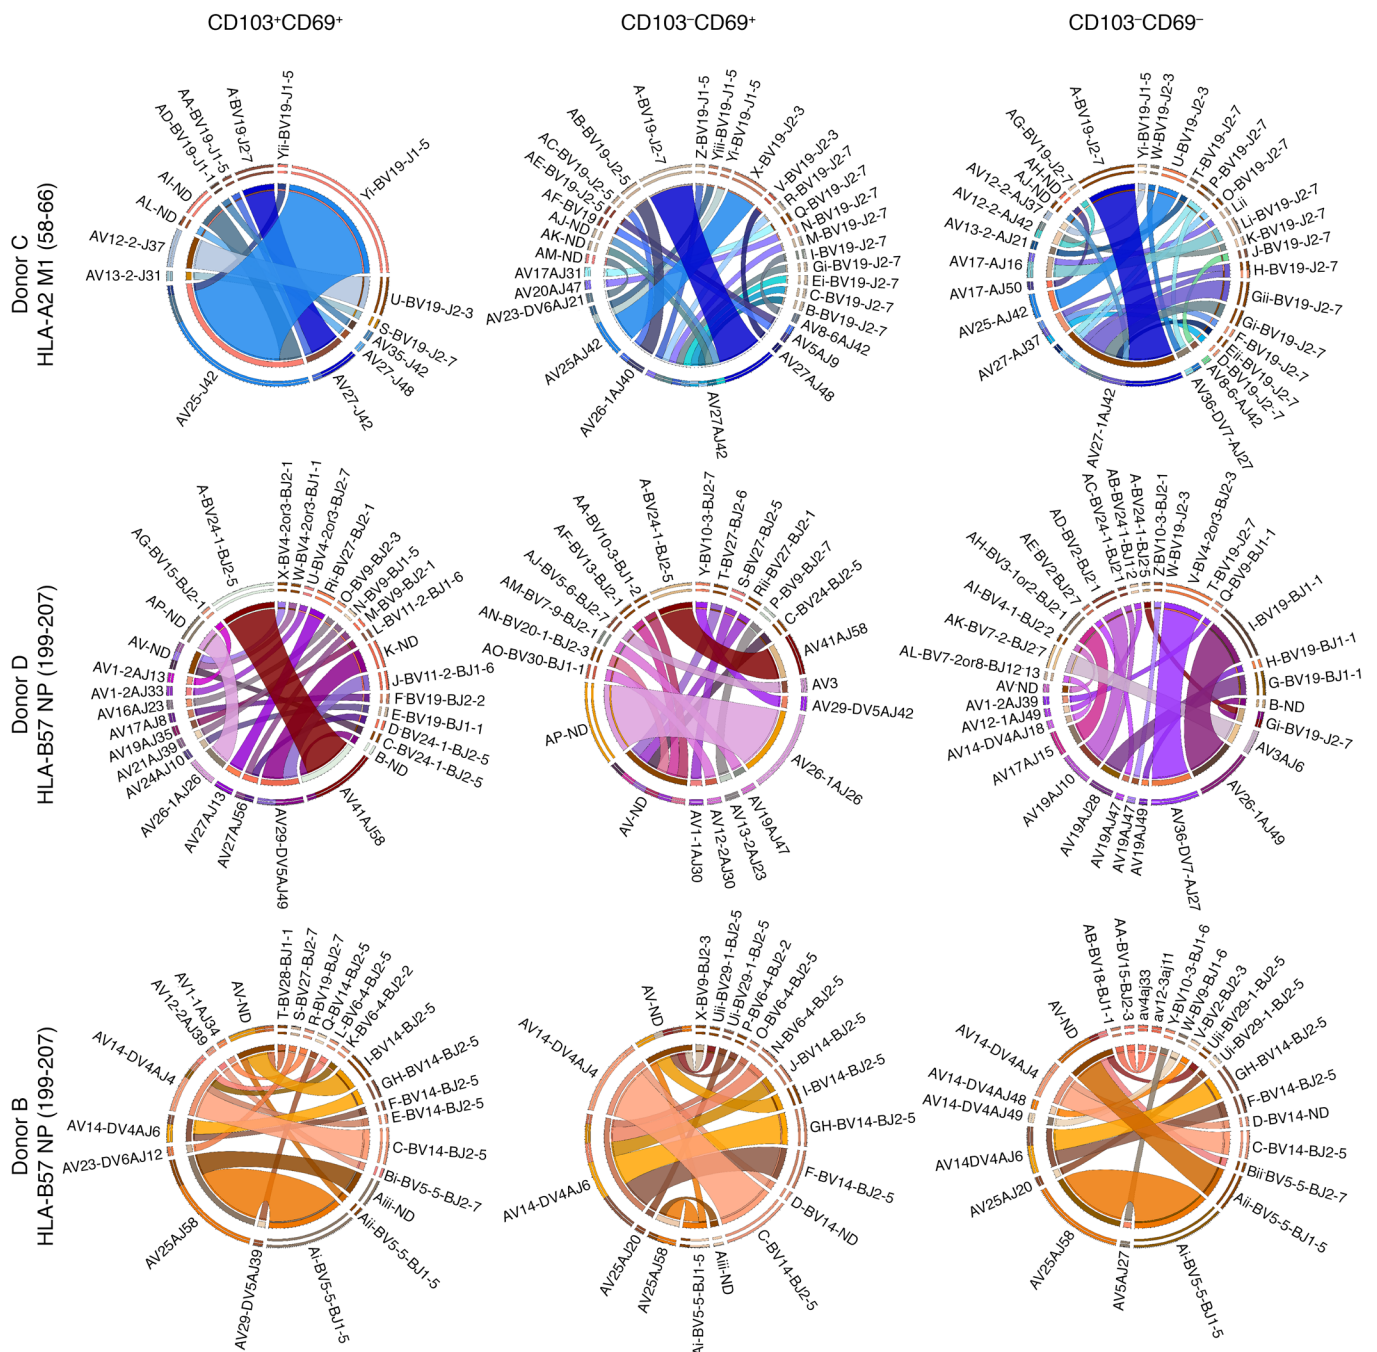 CD103⁺CD69⁺
CD103⁻CD69⁺
CD103⁻CD69⁻
Donor C
HLA-A2 M1 (58-66)
AV25-J42
AV13-2-J31
AV12-2-J37
AL-ND
AI-ND
AD-BV19-J1-1
AA-BV19-J1-5
A-BV19-J27
Yii-BV19-J1-5
Yi-BV19-J1-5
U-BV19-J2-3
S-BV19-J2-7
AV35-J42
AV27-J48
AV27-J42
AV26-1AJ40
AV25AJ42
AV23-DV6AJ21
AV20AJ47
AV17AJ31
AM-ND
AK-ND
AJ-ND
AF-BV19
AE-BV19-J2-5
AC-BV19-J2-5
AB-BV19-J2-5
A-BV19-J2-7
Z-BV19-J1-5
Yiii-BV19-J1-5
Yi-BV19-J1-5
X-BV19-J2-3
V-BV19-J2-3
R-BV19-J2-7
Q-BV19-J2-7
N-BV19-J2-7
M-BV19-J2-7
I-BV19-J2-7
Gi-BV19-J2-7
Ei-BV19-J2-7
C-BV19-J2-7
B-BV19-J2-7
AV8-6AJ42
AV5AJ9
AV27AJ48
AV27AJ42
AV27-1AJ42
AV27-AJ37
AV25-AJ42
AV17-AJ50
AV17-AJ16
AV13-2-AJ21
AV12-2-AJ42
AV12-2-AJ37
AJ-ND
AH-ND
AG-BV19-J2-7
A-BV19-J2-7
Yi-BV19-J1-5
W-BV19-J2-3
U-BV19-J2-3
T-BV19-J2-7
P-BV19-J2-7
O-BV19-J2-7
Lii
Li-BV19-J2-7
K-BV19-J2-7
J-BV19-J2-7
H-BV19-J2-7
Gii-BV19-J2-7
Gi-BV19-J2-7
F-BV19-J2-7
Eii-BV19-J2-7
D-BV19-J2-7
AV8-6-AJ42
AV36-DV7-AJ27
Donor D
HLA-B57 NP (199-207)
AV29-DV5AJ49
AV27AJ56
AV27AJ13
AV26-1AJ26
AV24AJ10
AV21AJ39
AV19AJ35
AV17AJ8
AV16AJ23
AV1-2AJ33
AV1-2AJ13
AV-ND
AP-ND
AG-BV15-BJ2-1
A-BV24-1-BJ2-5
X-BV4-2or3-BJ2-1
W-BV4-2or3-BJ1-1
U-BV4-2or3-BJ2-7
Ri-BV27-BJ2-1
O-BV9-BJ2-3
N-BV9-BJ1-5
M-BV9-BJ2-1
L-BV11-2-BJ1-6
K-ND
J-BV11-2-BJ1-6
F-BV19-BJ2-2
E-BV19-BJ1-1
D-BV24-1-BJ2-5
C-BV24-1-BJ2-5
B-ND
AV41AJ58
AV-ND
AP-ND
AO-BV30-BJ1-1
AN-BV20-1-BJ2-3
AM-BV7-9-BJ2-1
AJ-BV5-6-BJ2-7
AF-BV13-BJ2-1
AA-BV10-3-BJ1-2
A-BV24-1-BJ2-5
Y-BV10-3-BJ2-7
T-BV27-BJ2-6
S-BV27-BJ2-5
Rii-BV27-BJ2-1
P-BV9-BJ2-7
C-BV24-BJ2-5
AV41AJ58
AV3
AV29-DV5AJ42
AV26-1AJ26
AV19AJ47
AV13-2AJ23
AV12-2AJ30
AV1-1AJ30
AV19AJ49
AV19AJ47
AV19AJ47
AV19AJ28
AV19AJ10
AV17AJ15
AV14-DV4AJ18
AV12-1AJ49
AV1-2AJ39
AV-ND
AL-BV7-2or8-BJ12-13
AK-BV7-2-BJ2-7
AI-BV4-1-BJ2-2
AH-BV3-1or2-BJ2-1
AE-BV2-BJ27
AD-BV2-BJ21
AC-BV24-1-BJ21
AB-BV24-1-BJ1-2
A-BV24-1-BJ2-5
Z-BV10-3-BJ2-1
W-BV19-J2-3
V-BV4-2or3-BJ2-3
T-BV19-J2-7
Q-BV9-BJ1-1
I-BV19-BJ1-1
H-BV19-BJ1-1
G-BV19-BJ1-1
B-ND
Gi-BV19-J2-7
AV3AJ6
AV26-1AJ49
AV36-DV7-AJ27
Donor B
HLA-B57 NP (199-207)
AV29-DV5AJ39
AV25AJ58
AV23-DV6AJ12
AV14-DV4AJ6
AV14-DV4AJ4
AV12-2AJ39
AV1-1AJ34
AV-ND
T-BV28-BJ1-1
S-BV27-BJ2-7
R-BV19-BJ2-7
Q-BV14-BJ2-5
L-BV6-4-BJ2-5
K-BV6-4-BJ2-2
I-BV14-BJ2-5
GH-BV14-BJ2-5
F-BV14-BJ2-5
E-BV14-BJ2-5
C-BV14-BJ2-5
Bi-BV5-5-BJ2-7
Aiii-ND
Aii-BV5-5-BJ1-5
Ai-BV5-5-BJ1-5
AV25AJ58
AV25AJ20
AV14-DV4AJ6
AV14-DV4AJ4
AV-ND
X-BV9-BJ2-3
Uii-BV29-1-BJ2-5
Ui-BV29-1-BJ2-5
P-BV6-4-BJ2-2
O-BV6-4-BJ2-5
N-BV6-4-BJ2-5
J-BV14-BJ2-5
I-BV14-BJ2-5
GH-BV14-BJ2-5
F-BV14-BJ2-5
D-BV14-ND
C-BV14-BJ2-5
Aiii-ND
Ai-BV5-5-BJ1-5
AV5AJ27
AV25AJ58
AV25AJ20
AV14DV4AJ6
AV14-DV4AJ49
AV14-DV4AJ48
AV14-DV4AJ4
AV-ND
AB-BV18-BJ1-1
AA-BV15-BJ2-3
av4aj33
av12-3aj11
Y-BV10-3-BJ1-6
W-BV9-BJ1-6
V-BV2-BJ2-3
Uii-BV29-1-BJ2-5
Ui-BV29-1-BJ2-5
GH-BV14-BJ2-5
F-BV14-BJ2-5
D-BV14-ND
C-BV14-BJ2-5
Bii-BV5-5-BJ2-7
Aii-BV5-5-BJ1-5
Ai-BV5-5-BJ1-5